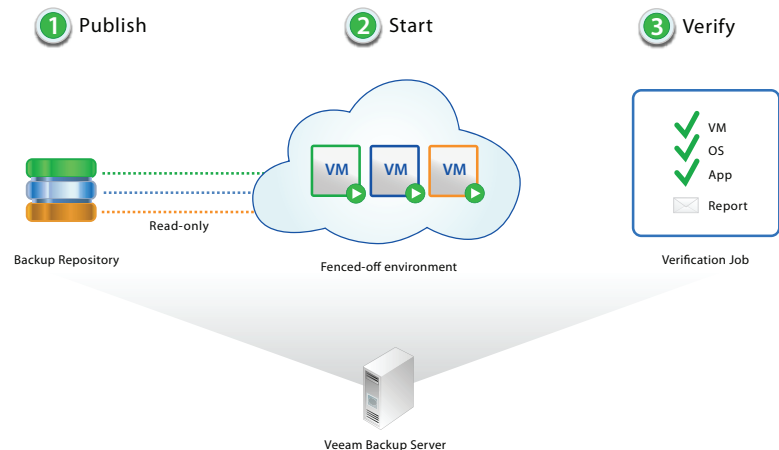 1 Publish
2 Start
3 Verify
VM VM VM
VM
OS
App
Report
Read-only
Backup Repository
Fenced-off environment
Verification Job
Veeam Backup Server